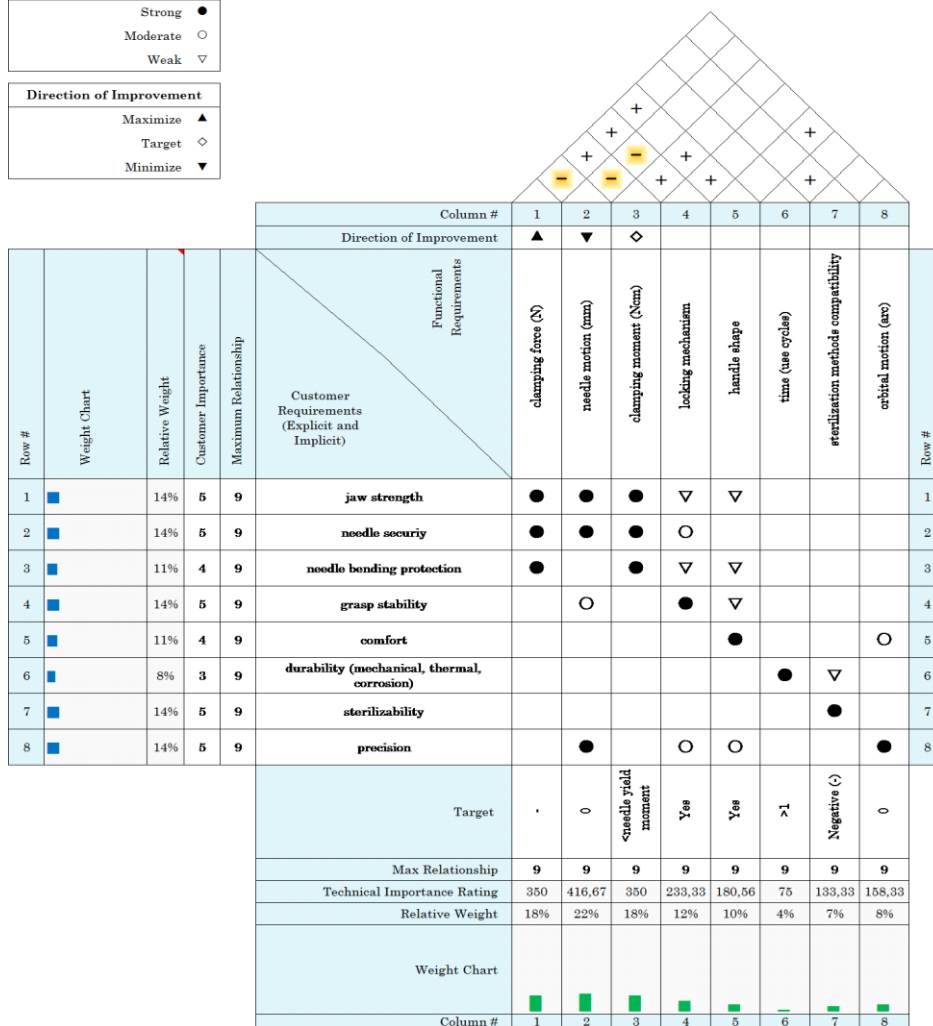 Strong ●
Moderate ○
Weak ▽
Direction of Improvement
Maximize ▲
Target ◇
Minimize ▼
+
+ +
+ − +
− − + + +
Column # 1 2 3 4 5 6 7 8
Direction of Improvement ▲ ▼ ◇
Row #
Weight Chart
Relative Weight
Customer Importance
Maximum Relationship
Customer
Requirements
(Explicit and
Implicit)
Functional
Requirements
clamping force (N)
needle motion (mm)
clamping moment (Ncm)
locking mechanism
handle shape
time (use cycles)
sterilization methods compatibility
orbital motion (arc)
Row #
1 14% 5 9 jaw strength ● ● ● ▽ ▽ 1
2 14% 5 9 needle securiy ● ● ● ○ 2
3 11% 4 9 needle bending protection ● ● ▽ ▽ 3
4 14% 5 9 grasp stability ○ ● ▽ 4
5 11% 4 9 comfort ● ○ 5
6 8% 3 9 durability (mechanical, thermal,
corrosion) ● ▽ 6
7 14% 5 9 sterilizability ● 7
8 14% 5 9 precision ● ○ ○ ● 8
Target
-
0
<needle yield
moment
Yes
Yes
>1
Negative (-)
0
Max Relationship 9 9 9 9 9 9 9 9
Technical Importance Rating 350 416,67 350 233,33 180,56 75 133,33 158,33
Relative Weight 18% 22% 18% 12% 10% 4% 7% 8%
Weight Chart
Column # 1 2 3 4 5 6 7 8